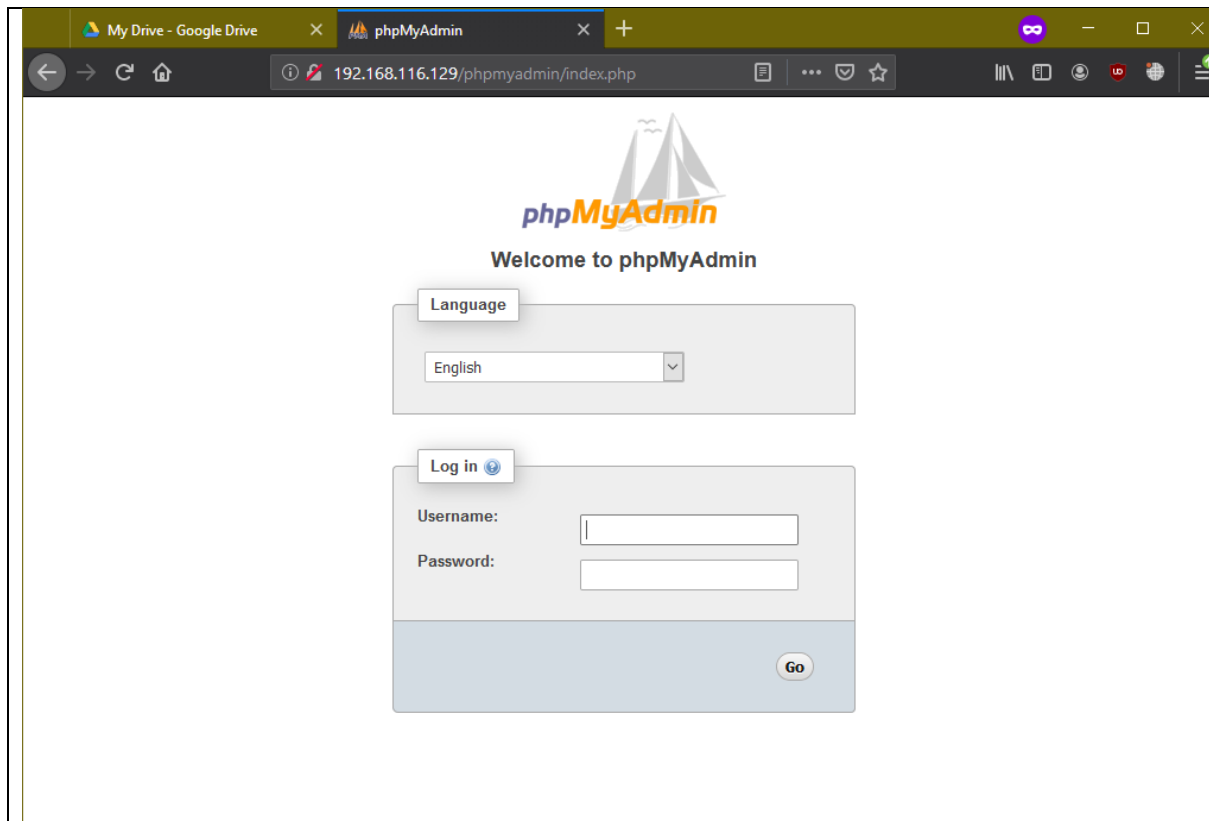 My Drive - Google Drive
phpMyAdmin
192.168.116.129/phpmyadmin/index.php
phpMyAdmin
Welcome to phpMyAdmin
Language
English
Log in
Username:
Password:
Go